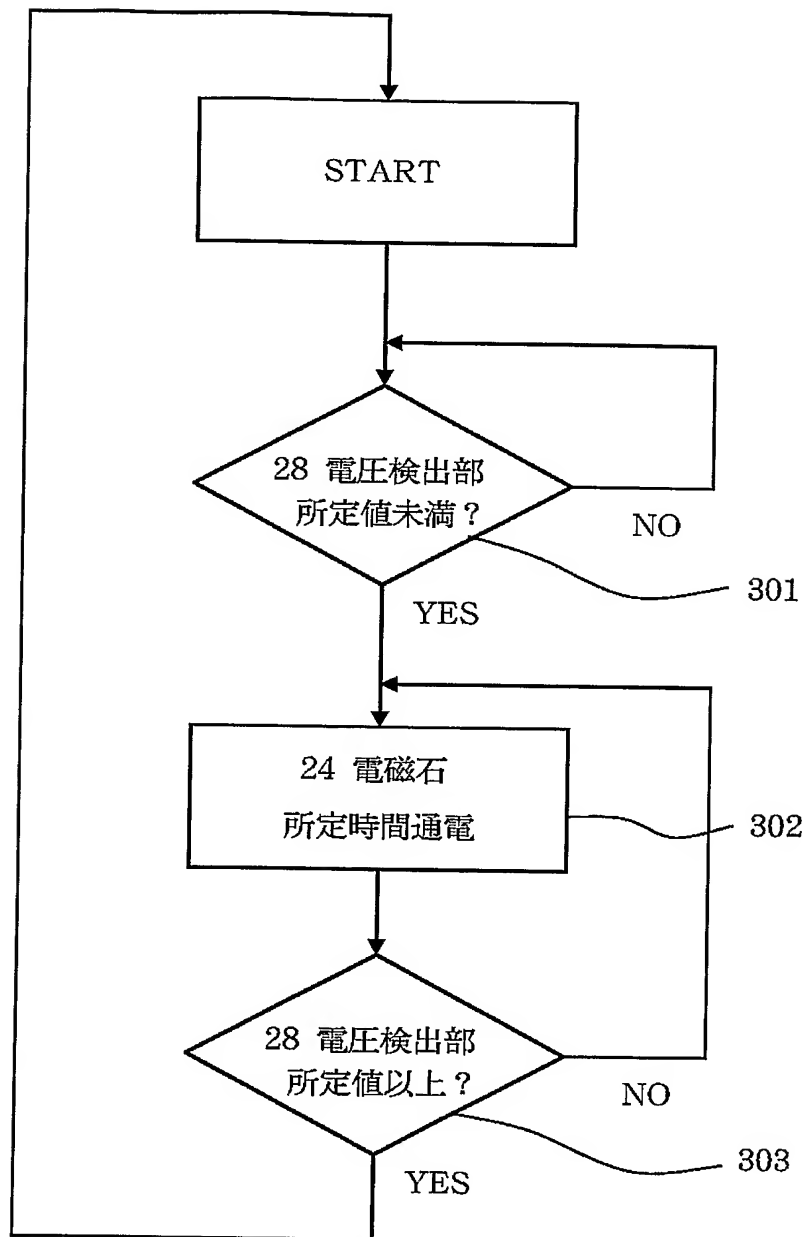 START
28 電圧検出部
所定値未満?
NO
301
YES
24 電磁石
所定時間通電
302
28 電圧検出部
所定値以上?
NO
303
YES